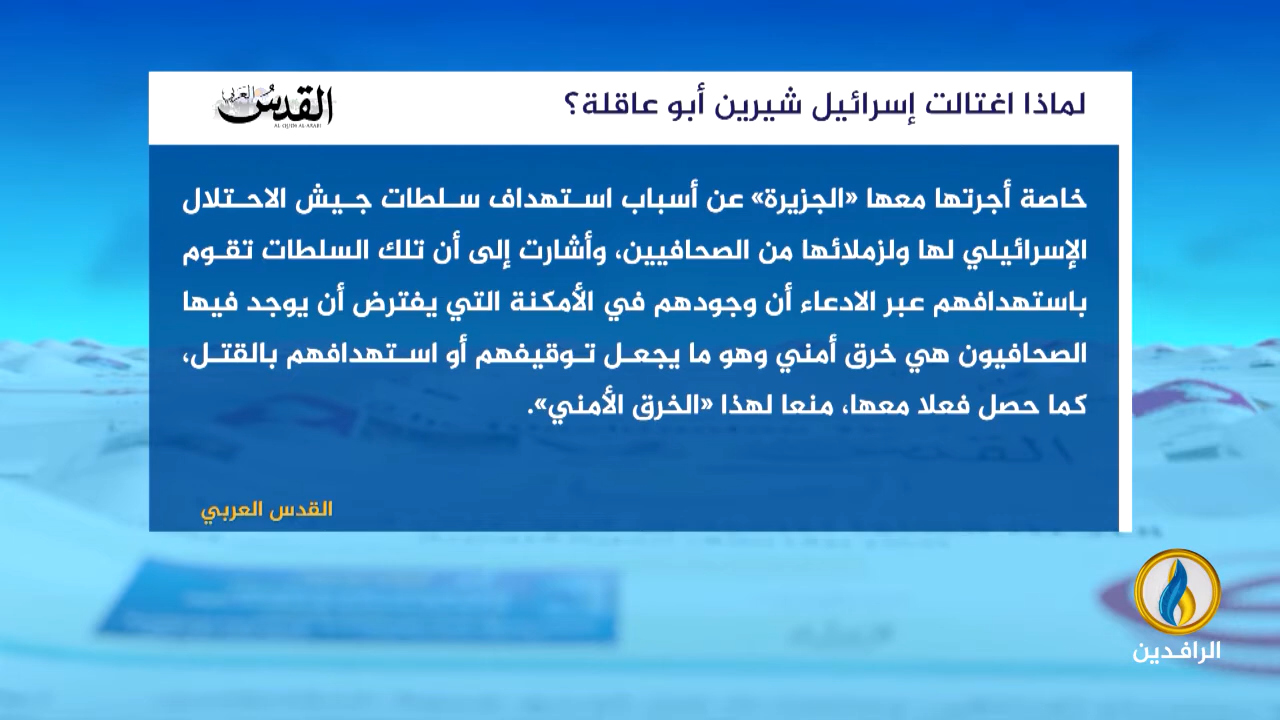 لماذا اغتالت إسرائيل شيرين أبو عاقلة؟
القدس العربي
AL-QUDS AL-ARABI
خاصة أجرتها معها «الجزيرة» عن أسباب استهداف سلطات جيش الاحتلال
الإسرائيلي لها ولزملائها من الصحافيين، وأشارت إلى أن تلك السلطات تقوم
باستهدافهم عبر الادعاء أن وجودهم في الأمكنة التي يفترض أن يوجد فيها
الصحافيون هي خرق أمني وهو ما يجعل توقيفهم أو استهدافهم بالقتل،
كما حصل فعلا معها، منعا لهذا «الخرق الأمني».
القدس العربي
الرافدين